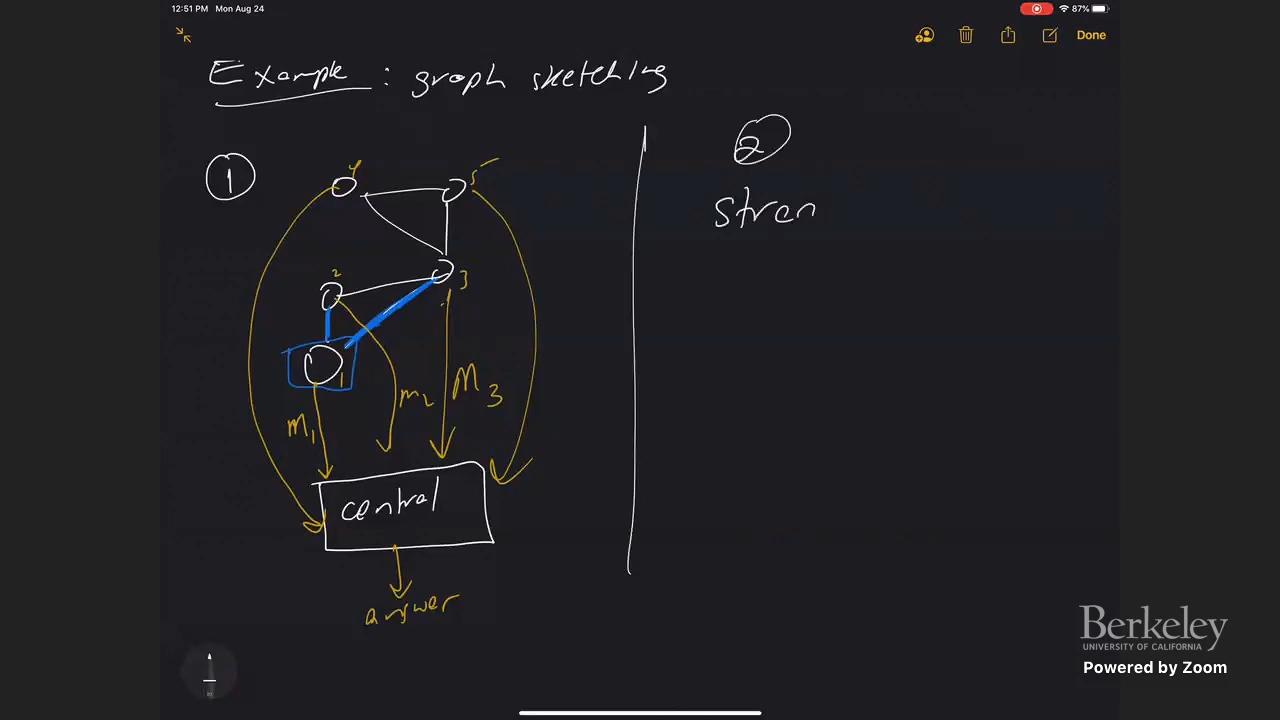 12:51 PM Mon Aug 24
87%
Done
Example: graph sketching
1
4
5
2
3
1
m1
m2
M3
central
answer
2
strea
Berkeley
UNIVERSITY OF CALIFORNIA
Powered by Zoom